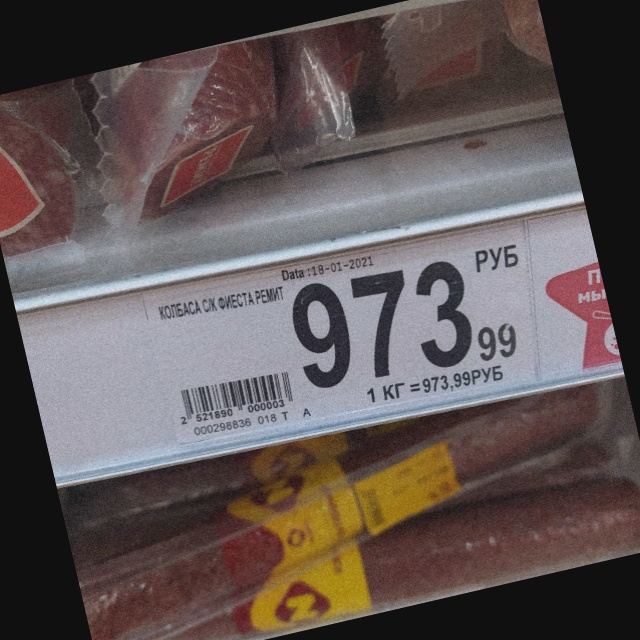 Data :18-01-2021
КОЛБАСА С/К ФИЕСТА РЕМИТ
973
РУБ
99
1 КГ =973,99РУБ
2 521890 000003
000298836 018 Т А